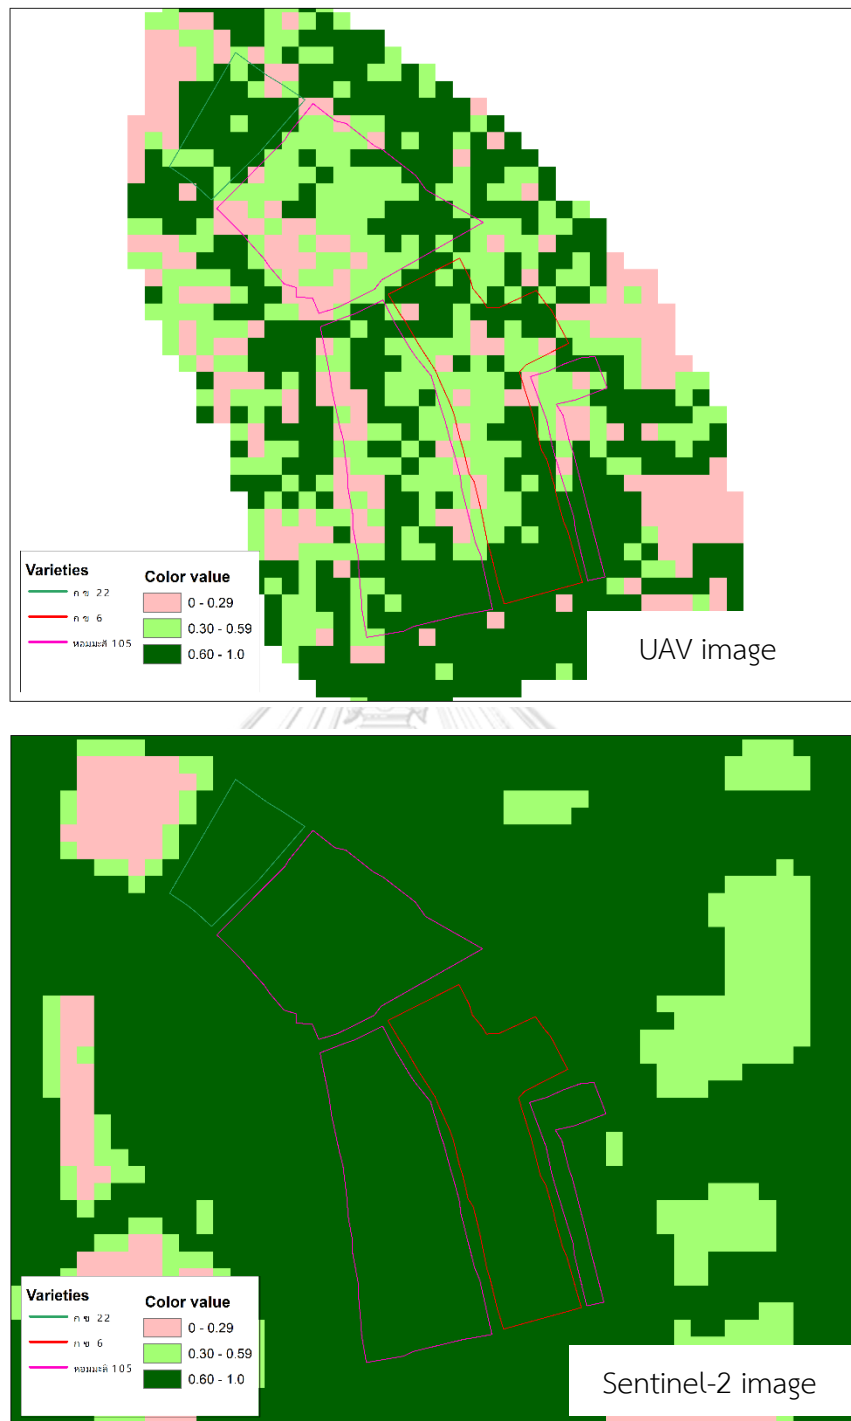 Varieties
ก ข 22
ก ข 6
หอมมะลิ 105
Color value
0 - 0.29
0.30 - 0.59
0.60 - 1.0
UAV image
Varieties
ก ข 22
ก ข 6
หอมมะลิ 105
Color value
0 - 0.29
0.30 - 0.59
0.60 - 1.0
Sentinel-2 image